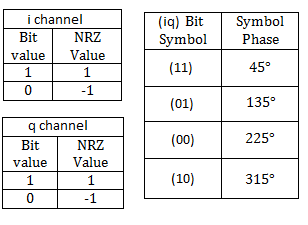 i channel
Bit value NRZ Value
1 1
0 -1
q channel
Bit value NRZ Value
1 1
0 -1
(iq) Bit Symbol Symbol Phase
(11) 45°
(01) 135°
(00) 225°
(10) 315°